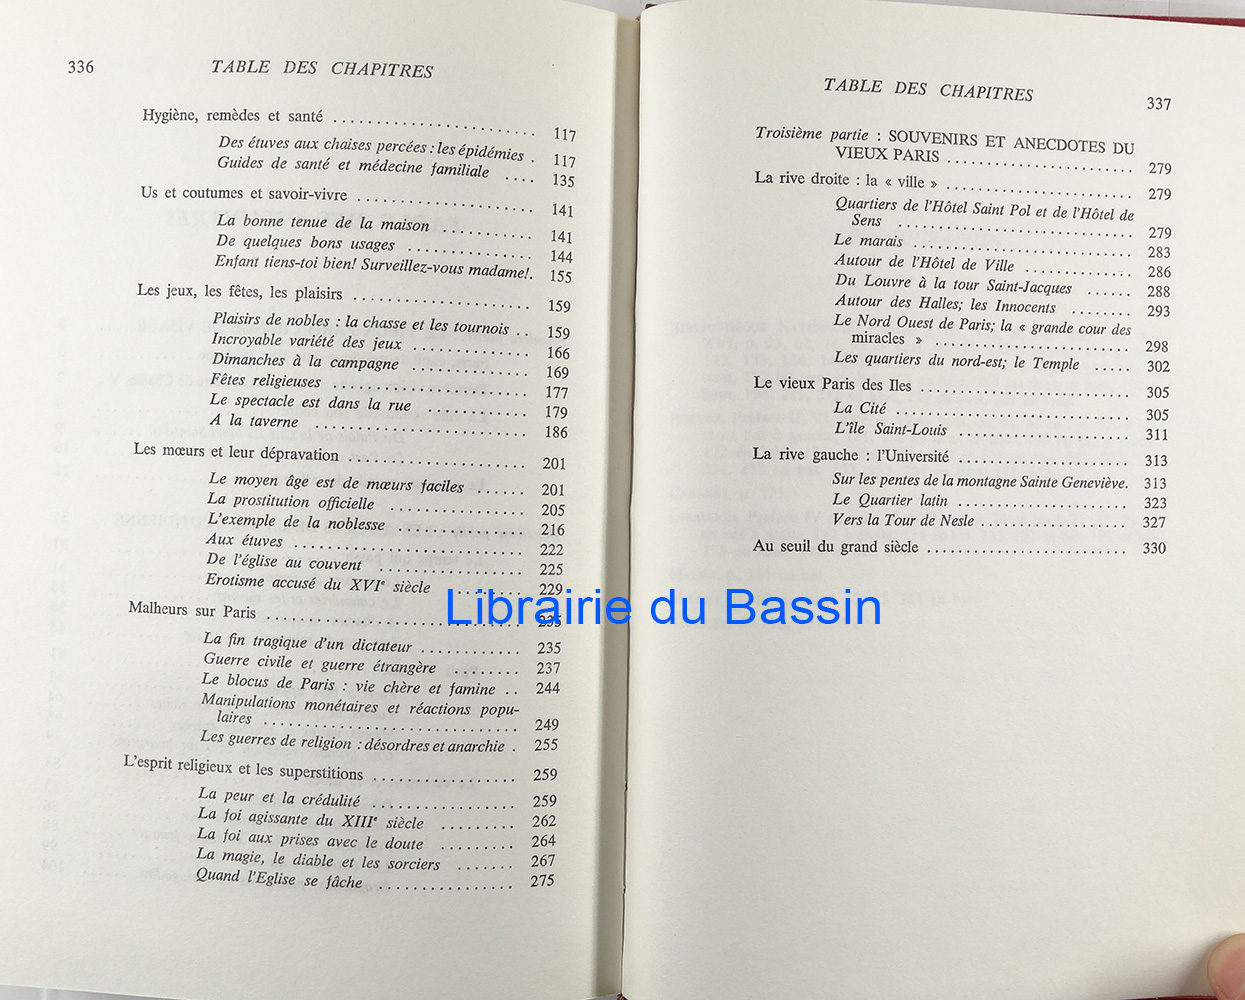 336 TABLE DES CHAPITRES
Hygiène, remèdes et santé . . . . . . . . . . . . . . . . . . . . . . . . 117
Des étuves aux chaises percées : les épidémies . 117
Guides de santé et médecine familiale . . . . 135
Us et coutumes et savoir-vivre . . . . . . . . . . . . . . . . . . . . . 141
La bonne tenue de la maison . . . . . . . . . . . 141
De quelques bons usages . . . . . . . . . . . . . . . 144
Enfant tiens-toi bien! Surveillez-vous madame!. 155
Les jeux, les fêtes, les plaisirs . . . . . . . . . . . . . . . . . . . . . 159
Plaisirs de nobles : la chasse et les tournois . . 159
Incroyable variété des jeux . . . . . . . . . . . . . . 166
Dimanches à la campagne . . . . . . . . . . . . . . 169
Fêtes religieuses . . . . . . . . . . . . . . . . . . . . . . . 177
Le spectacle est dans la rue . . . . . . . . . . . . 179
A la taverne . . . . . . . . . . . . . . . . . . . . . . . . 186
Les mœurs et leur dépravation . . . . . . . . . . . . . . . . . . . . . 201
Le moyen âge est de mœurs faciles . . . . . . 201
La prostitution officielle . . . . . . . . . . . . . . . . 205
L'exemple de la noblesse . . . . . . . . . . . . . . . 216
Aux étuves . . . . . . . . . . . . . . . . . . . . . . . . . . 222
De l'église au couvent . . . . . . . . . . . . . . . . . 225
Erotisme accusé du XVIe siècle . . . . . . . . 229
Malheurs sur Paris . . . . . . . . . . . . . . . . . . . . . . . . . . . . . . 235
La fin tragique d'un dictateur . . . . . . . . . . . . 235
Guerre civile et guerre étrangère . . . . . . . . 237
Le blocus de Paris : vie chère et famine . . 244
Manipulations monétaires et réactions popu-
laires . . . . . . . . . . . . . . . . . . . . . . . . . . . . . . 249
Les guerres de religion : désordres et anarchie . 255
L'esprit religieux et les superstitions . . . . . . . . . . . . . . . . 259
La peur et la crédulité . . . . . . . . . . . . . . . . . 259
La foi agissante du XIIIe siècle . . . . . . . . . 262
La foi aux prises avec le doute . . . . . . . . . 264
La magie, le diable et les sorciers . . . . . . . 267
Quand l'Eglise se fâche . . . . . . . . . . . . . . . . 275
TABLE DES CHAPITRES 337
Troisième partie : SOUVENIRS ET ANECDOTES DU
VIEUX PARIS . . . . . . . . . . . . . . . . . . . . . . 279
La rive droite : la « ville » . . . . . . . . . . . . . . . . . . . . . . 279
Quartiers de l'Hôtel Saint Pol et de l'Hôtel de
Sens . . . . . . . . . . . . . . . . . . . . . . . . . . . . . . 279
Le marais . . . . . . . . . . . . . . . . . . . . . . . . . . 283
Autour de l'Hôtel de Ville . . . . . . . . . . . . . 286
Du Louvre à la tour Saint-Jacques . . . . . . 288
Autour des Halles; les Innocents . . . . . . . . 293
Le Nord Ouest de Paris; la « grande cour des
miracles » . . . . . . . . . . . . . . . . . . . . . . . 298
Les quartiers du nord-est; le Temple . . . . . 302
Le vieux Paris des Iles . . . . . . . . . . . . . . . . . . . . . . . . . 305
La Cité . . . . . . . . . . . . . . . . . . . . . . . . . . . . 305
L'île Saint-Louis . . . . . . . . . . . . . . . . . . . . . 311
La rive gauche : l'Université . . . . . . . . . . . . . . . . . . . . . 313
Sur les pentes de la montagne Sainte Geneviève. 313
Le Quartier latin . . . . . . . . . . . . . . . . . . . . . . 323
Vers la Tour de Nesle . . . . . . . . . . . . . . . . . . 327
Au seuil du grand siècle . . . . . . . . . . . . . . . . . . . . . . . . . 330
Librairie du Bassin